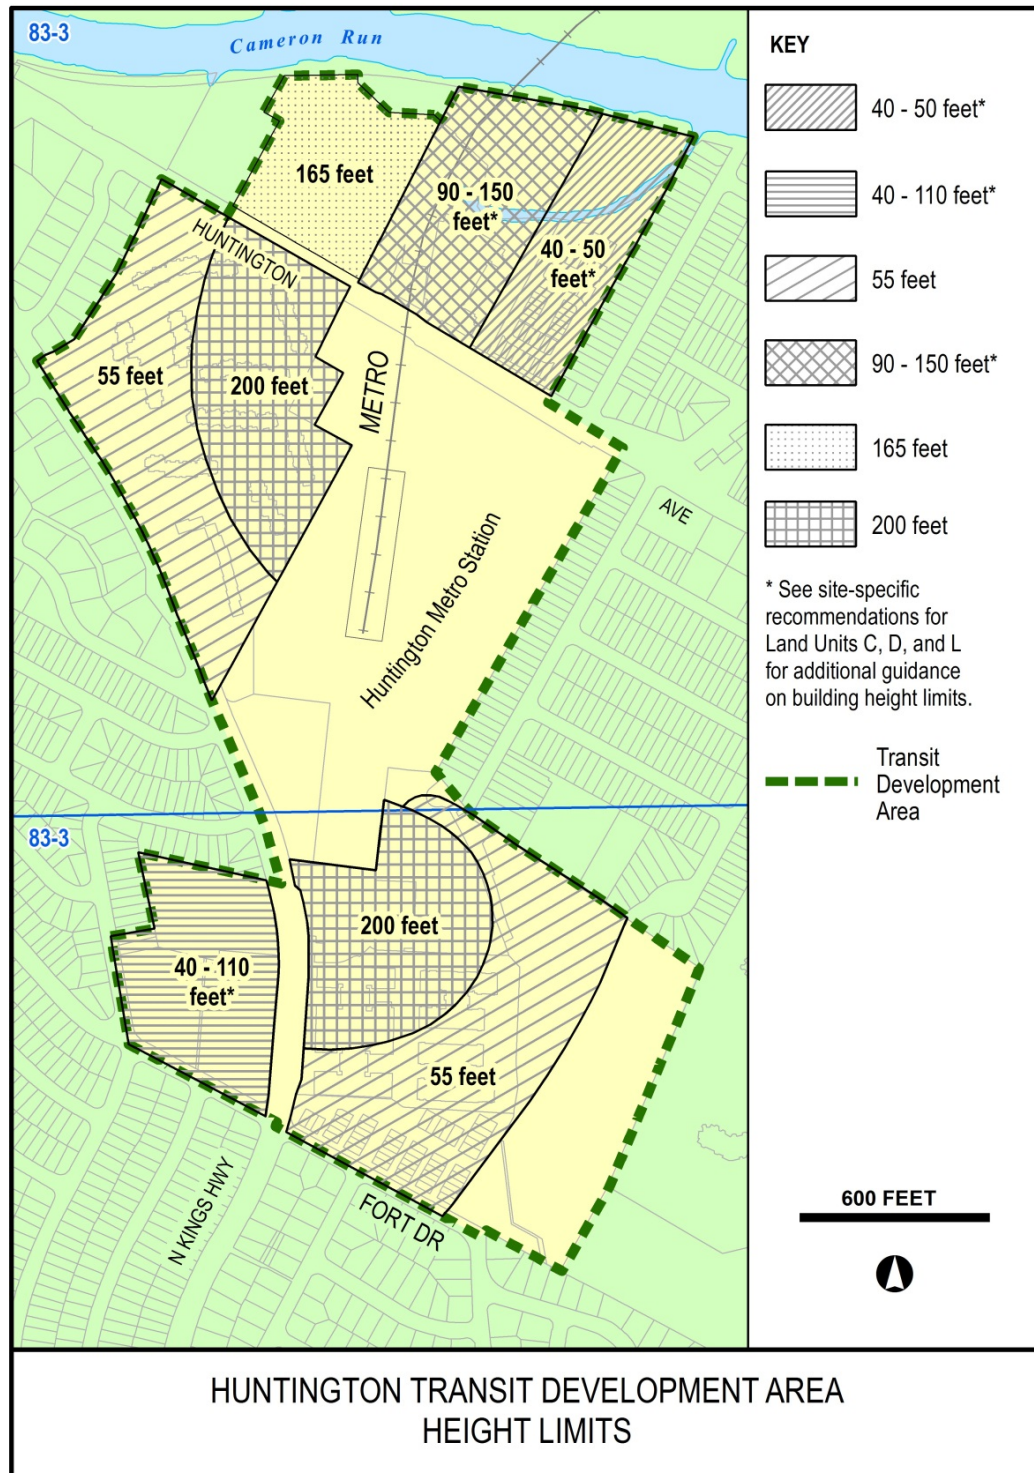 83-3
Cameron Run
165 feet
90 - 150
feet*
40 - 50
feet*
HUNTINGTON
55 feet
200 feet
METRO
Huntington Metro Station
AVE
83-3
200 feet
40 - 110
feet*
55 feet
N KINGS HWY
FORT DR
KEY
40 - 50 feet*
40 - 110 feet*
55 feet
90 - 150 feet*
165 feet
200 feet
* See site-specific
recommendations for
Land Units C, D, and L
for additional guidance
on building height limits.
Transit
Development
Area
600 FEET
HUNTINGTON TRANSIT DEVELOPMENT AREA
HEIGHT LIMITS